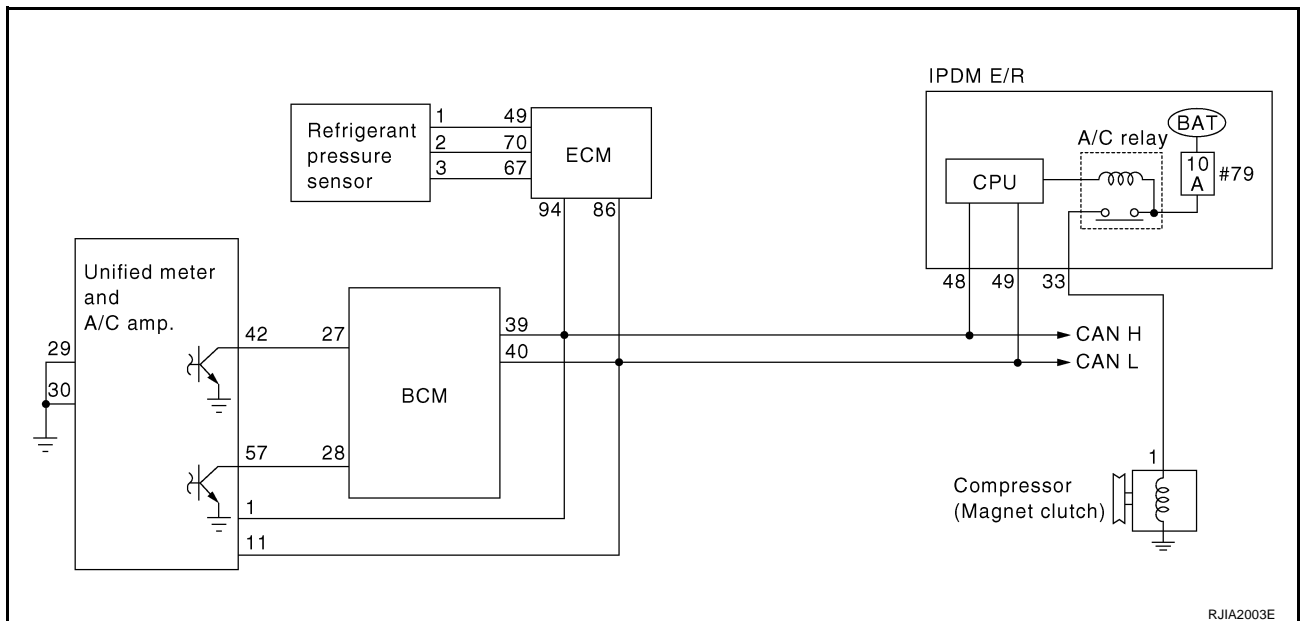 IPDM E/R
BAT
A/C relay
10
A
#79
CPU
48
49
33
Refrigerant
pressure
sensor
1
2
3
49
70
67
ECM
94
86
Unified meter
and
A/C amp.
29
30
42
27
57
28
1
11
BCM
39
40
CAN H
CAN L
1
Compressor
(Magnet clutch)
RJIA2003E